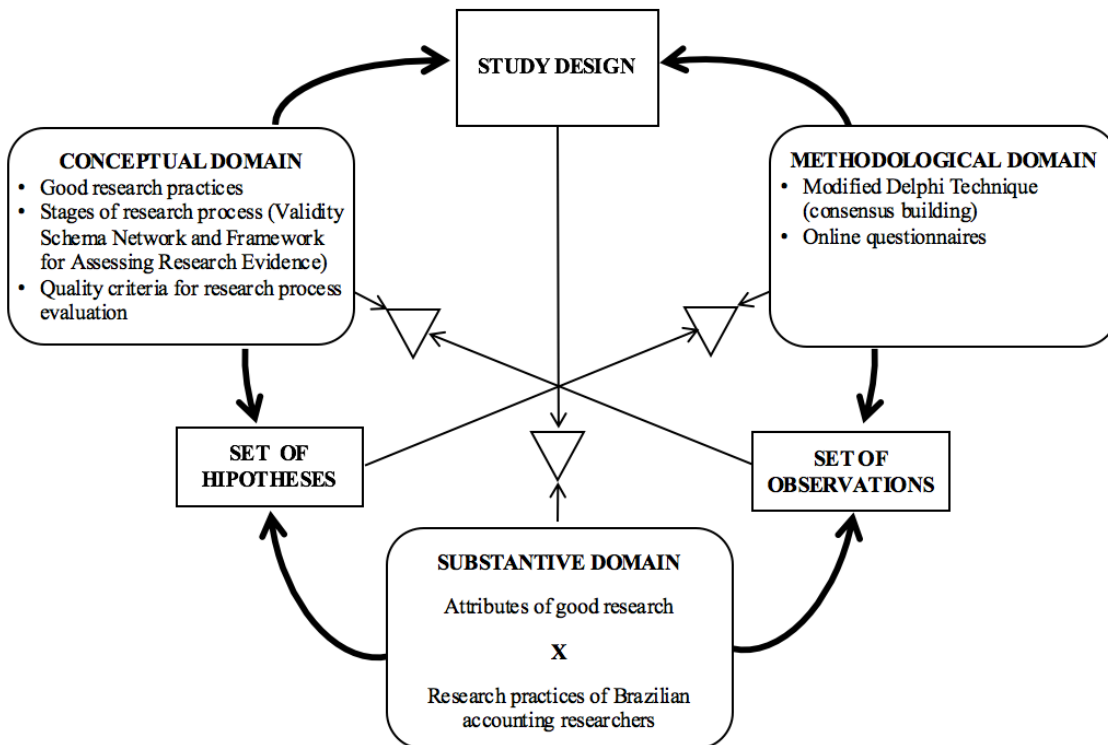 STUDY DESIGN
CONCEPTUAL DOMAIN
• Good research practices
• Stages of research process (Validity
Schema Network and Framework
for Assessing Research Evidence)
• Quality criteria for research process
evaluation
METHODOLOGICAL DOMAIN
• Modified Delphi Technique
(consensus building)
• Online questionnaires
SET OF
HIPOTHESES
SET OF
OBSERVATIONS
SUBSTANTIVE DOMAIN
Attributes of good research
X
Research practices of Brazilian
accounting researchers